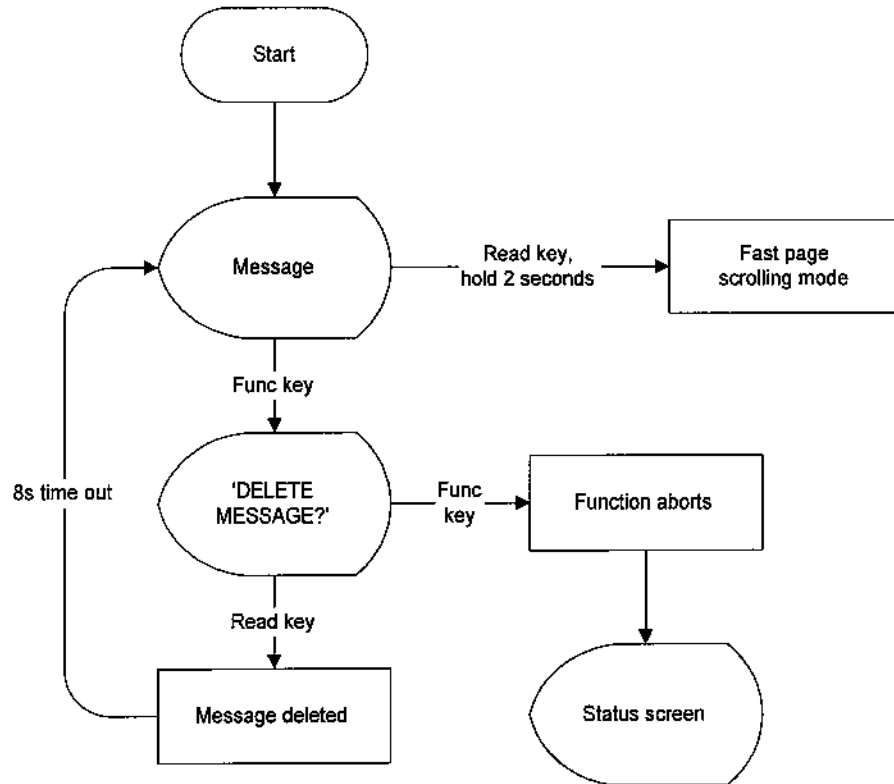 Start
Message
Read key,
hold 2 seconds
Fast page
scrolling mode
Func key
8s time out
'DELETE
MESSAGE?'
Func
key
Function aborts
Read key
Message deleted
Status screen